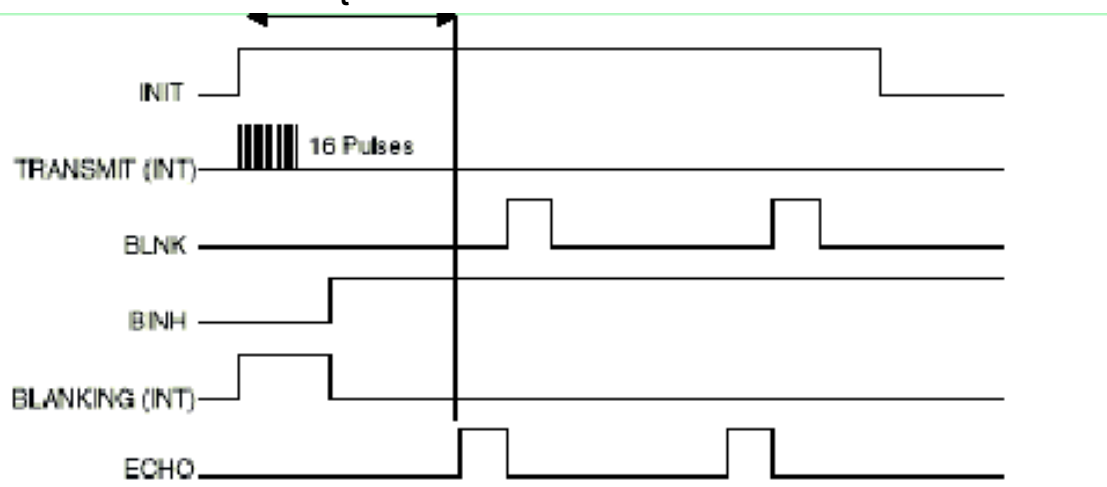 INIT
16 Pulses
TRANSMIT (INT)
BLNK
BINH
BLANKING (INT)
ECHO